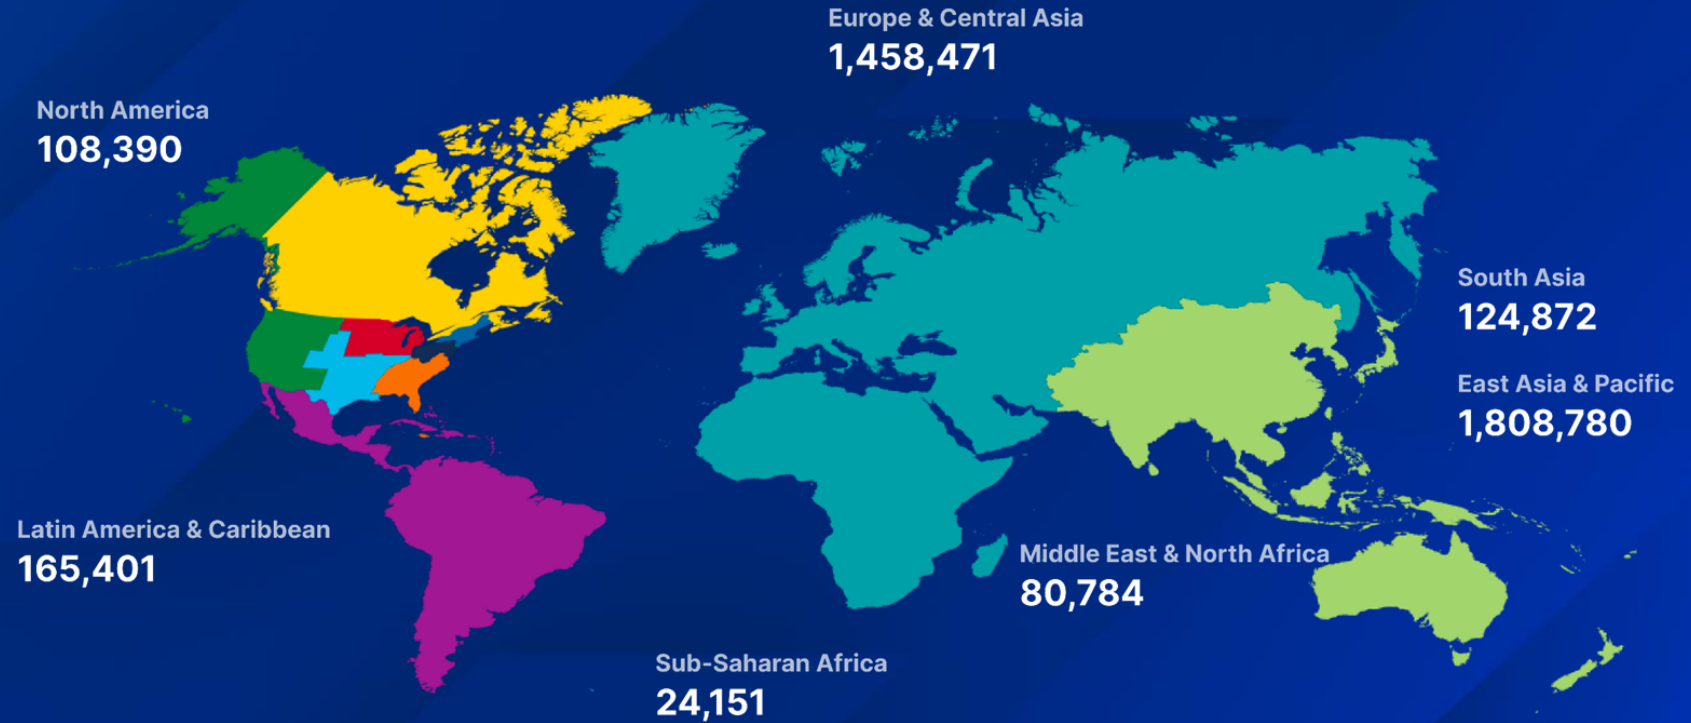 Europe & Central Asia
1,458,471
North America
108,390
South Asia
124,872
East Asia & Pacific
1,808,780
Latin America & Caribbean
165,401
Middle East & North Africa
80,784
Sub-Saharan Africa
24,151